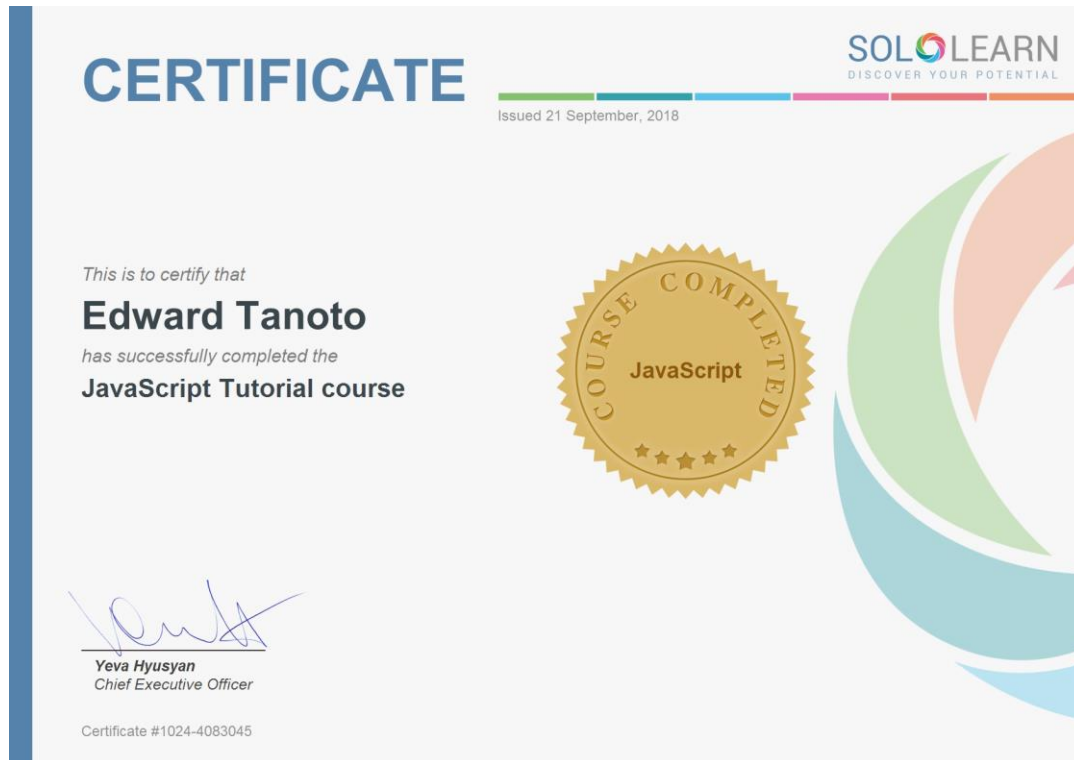 CERTIFICATE
SOLOLEARN
DISCOVER YOUR POTENTIAL
Issued 21 September, 2018
This is to certify that
Edward Tanoto
has successfully completed the
JavaScript Tutorial course
COURSE COMPLETED
JavaScript
Yeva Hyusyan
Chief Executive Officer
Certificate #1024-4083045